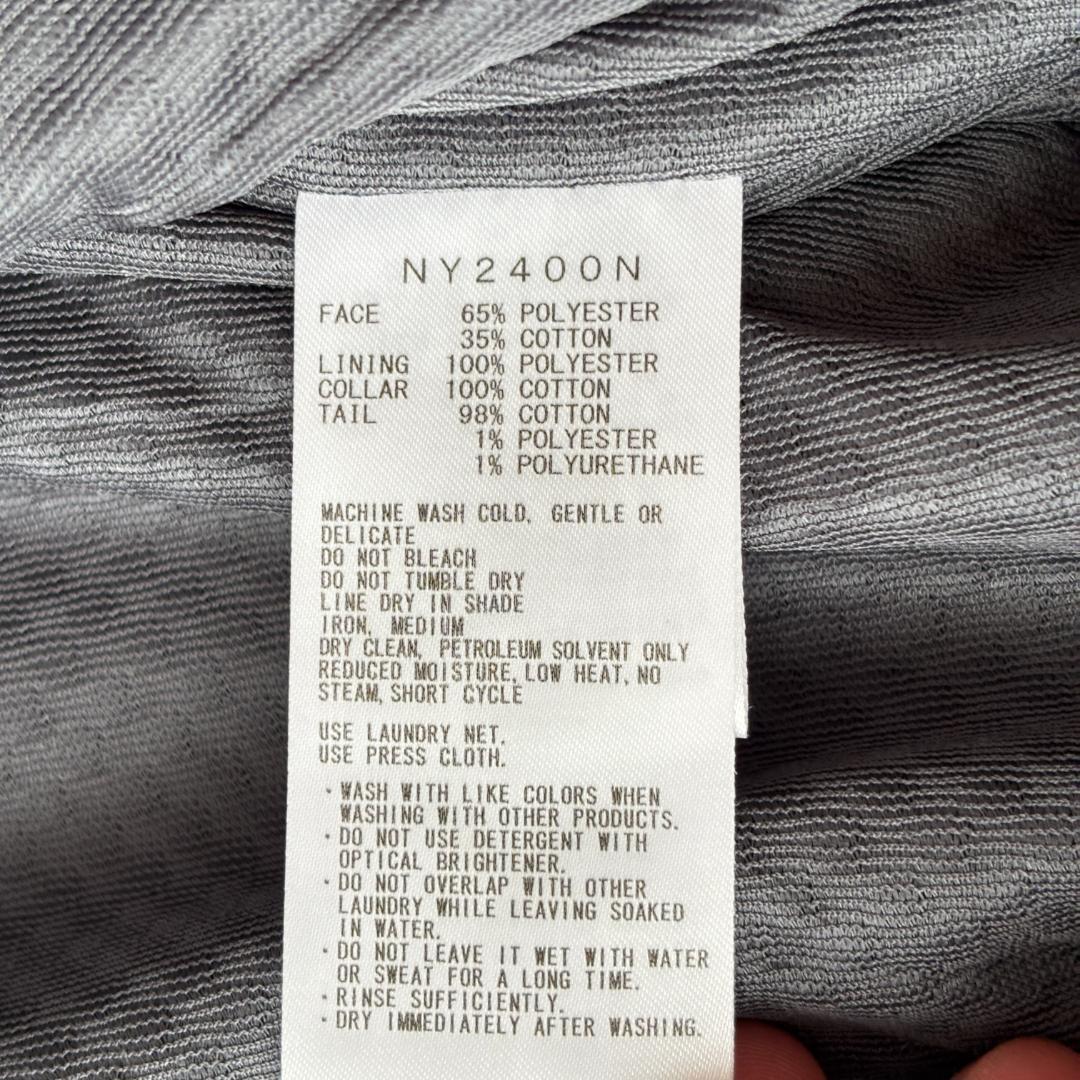 NY2400N
FACE 65% POLYESTER
35% COTTON
LINING 100% POLYESTER
COLLAR 100% COTTON
TAIL 98% COTTON
1% POLYESTER
1% POLYURETHANE
MACHINE WASH COLD, GENTLE OR
DELICATE
DO NOT BLEACH
DO NOT TUMBLE DRY
LINE DRY IN SHADE
IRON, MEDIUM
DRY CLEAN, PETROLEUM SOLVENT ONLY
REDUCED MOISTURE, LOW HEAT, NO
STEAM, SHORT CYCLE
USE LAUNDRY NET.
USE PRESS CLOTH.
・WASH WITH LIKE COLORS WHEN
WASHING WITH OTHER PRODUCTS.
・DO NOT USE DETERGENT WITH
OPTICAL BRIGHTENER.
・DO NOT OVERLAP WITH OTHER
LAUNDRY WHILE LEAVING SOAKED
IN WATER.
・DO NOT LEAVE IT WET WITH WATER
OR SWEAT FOR A LONG TIME.
・RINSE SUFFICIENTLY.
・DRY IMMEDIATELY AFTER WASHING.